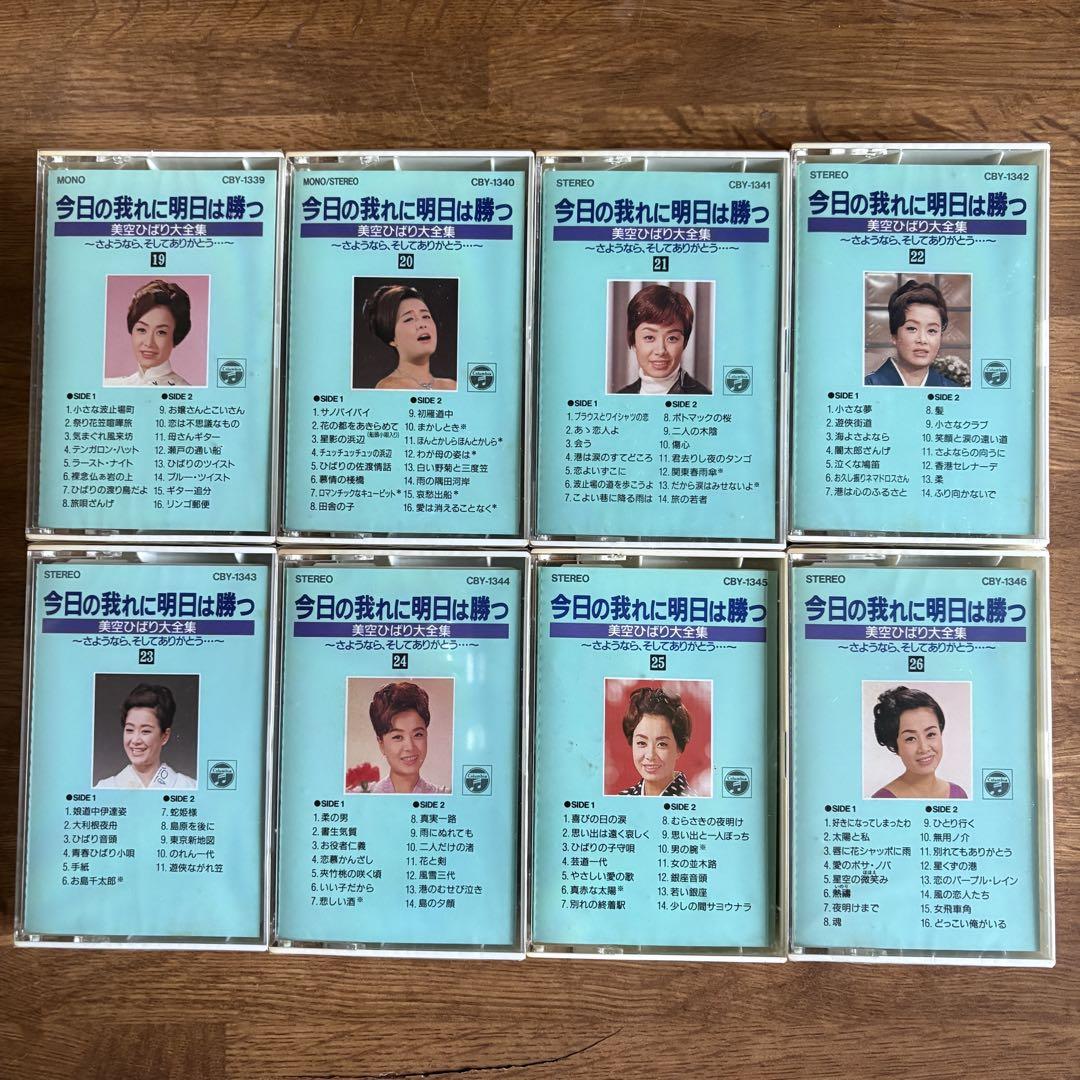 MONO
CBY-1339
今日の我れに明日は勝つ
美空ひばり大全集
〜さようなら、そしてありがとう…〜
19
Columbia
●SIDE 1
1. 小さな波止場町
2. 祭り花笠喧嘩旅
3. 気まぐれ風来坊
4. テンガロン・ハット
5. ラースト・ナイト
6. 裸念仏ぁ岩の上
7. ひばりの渡り鳥だよ
8. 旅唄ざんげ
●SIDE 2
9. お嬢さんとこいさん
10. 恋は不思議なもの
11. 母さんギター
12. 瀬戸の通い船
13. ひばりのツイスト
14. ブルー・ツイスト
15. ギター追分
16. リンゴ郵便
MONO/STEREO
CBY-1340
今日の我れに明日は勝つ
美空ひばり大全集
〜さようなら、そしてありがとう…〜
20
Columbia
●SIDE 1
1. サノバイバイ
2. 花の都をあきらめて
3. 星影の浜辺
4. チュッチュッチュッの浜辺
5. ひばりの佐渡情話
6. 慕情の桟橋
7. ロマンチックなキューピット*
8. 田舎の子
●SIDE 2
9. 初雁道中
10. まかしとき※
11. ほんとかしらほんとかしら*
12. わが母の姿は*
13. 白い野菊と三度笠
14. 雨の隅田河岸
15. 哀愁出船*
16. 愛は消えることなく*
STEREO
CBY-1341
今日の我れに明日は勝つ
美空ひばり大全集
〜さようなら、そしてありがとう…〜
21
Columbia
●SIDE 1
1. ブラウスとワイシャツの恋
2. あゝ恋人よ
3. 会う
4. 港は涙のすてどころ
5. 恋よいずこに
6. 波止場の道を歩こうよ
7. こよい巷に降る雨は
●SIDE 2
8. ポトマックの桜
9. 二人の木陰
10. 傷心
11. 君去りし夜のタンゴ
12. 関東春雨傘※
13. だから涙はみせないよ※
14. 旅の若者
STEREO
CBY-1342
今日の我れに明日は勝つ
美空ひばり大全集
〜さようなら、そしてありがとう…〜
22
Columbia
●SIDE 1
1. 小さな夢
2. 遊侠街道
3. 海よさよなら
4. 闇太郎ざんげ
5. 泣くな鳩笛
6. お久し振りネマドロスさん
7. 港は心のふるさと
●SIDE 2
8. 髪
9. 小さなクラブ
10. 笑顔と涙の遠い道
11. さよならの向うに
12. 香港セレナーデ
13. 柔
14. ふり向かないで
STEREO
CBY-1343
今日の我れに明日は勝つ
美空ひばり大全集
〜さようなら、そしてありがとう…〜
23
Columbia
●SIDE 1
1. 娘道中伊達姿
2. 大利根夜舟
3. ひばり音頭
4. 青春ひばり小唄
5. 手紙
6. お島千太郎※
●SIDE 2
7. 蛇姫様
8. 島原を後に
9. 東京新地図
10. のれん一代
11. 遊侠ながれ笠
STEREO
CBY-1344
今日の我れに明日は勝つ
美空ひばり大全集
〜さようなら、そしてありがとう…〜
24
Columbia
●SIDE 1
1. 柔の男
2. 書生気質
3. お役者仁義
4. 恋慕かんざし
5. 夾竹桃の咲く頃
6. いい子だから
7. 悲しい酒※
●SIDE 2
8. 真実一路
9. 雨にぬれても
10. 二人だけの渚
11. 花と剣
12. 風雪三代
13. 港のむせび泣き
14. 島の夕顔
STEREO
CBY-1345
今日の我れに明日は勝つ
美空ひばり大全集
〜さようなら、そしてありがとう…〜
25
Columbia
●SIDE 1
1. 喜びの日の涙
2. 思い出は遠く哀しく
3. ひばりの子守唄
4. 芸道一代
5. やさしい愛の歌
6. 真赤な太陽※
7. 別れの終着駅
●SIDE 2
8. むらさきの夜明け
9. 思い出と一人ぼっち
10. 男の腕※
11. 女の並木路
12. 銀座音頭
13. 若い銀座
14. 少しの間サヨウナラ
STEREO
CBY-1346
今日の我れに明日は勝つ
美空ひばり大全集
〜さようなら、そしてありがとう…〜
26
Columbia
●SIDE 1
1. 好きになってしまったわ
2. 太陽と私
3. 唇に花シャッポに雨
4. 愛のボサ・ノバ
5. 星空の微笑み
6. 熱禱
7. 夜明けまで
8. 魂
●SIDE 2
9. ひとり行く
10. 無用ノ介
11. 別れてもありがとう
12. 星くずの港
13. 恋のパープル・レイン
14. 風の恋人たち
15. 女飛車角
16. どっこい俺がいる